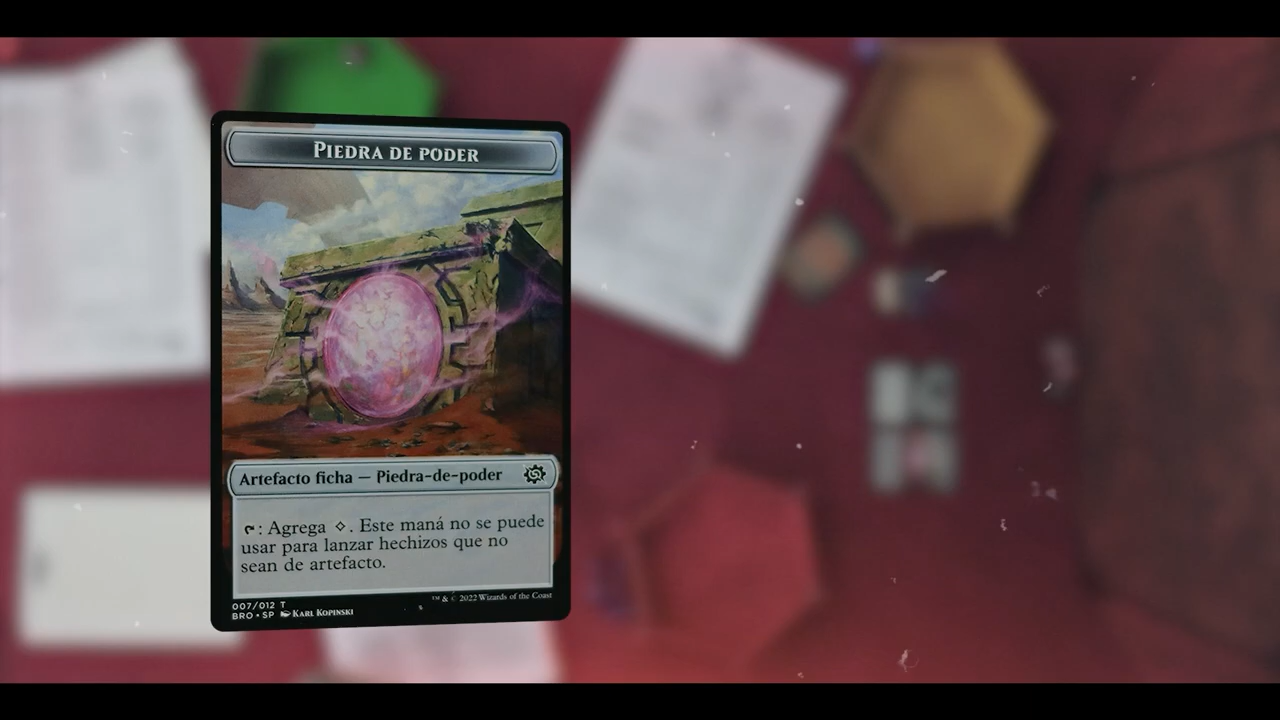 PIEDRA DE PODER
Artefacto ficha — Piedra-de-poder
: Agrega . Este maná no se puede
usar para lanzar hechizos que no
sean de artefacto.
007/012 T
BRO • SP KARL KOPINSKI
™ & © 2022 Wizards of the Coast